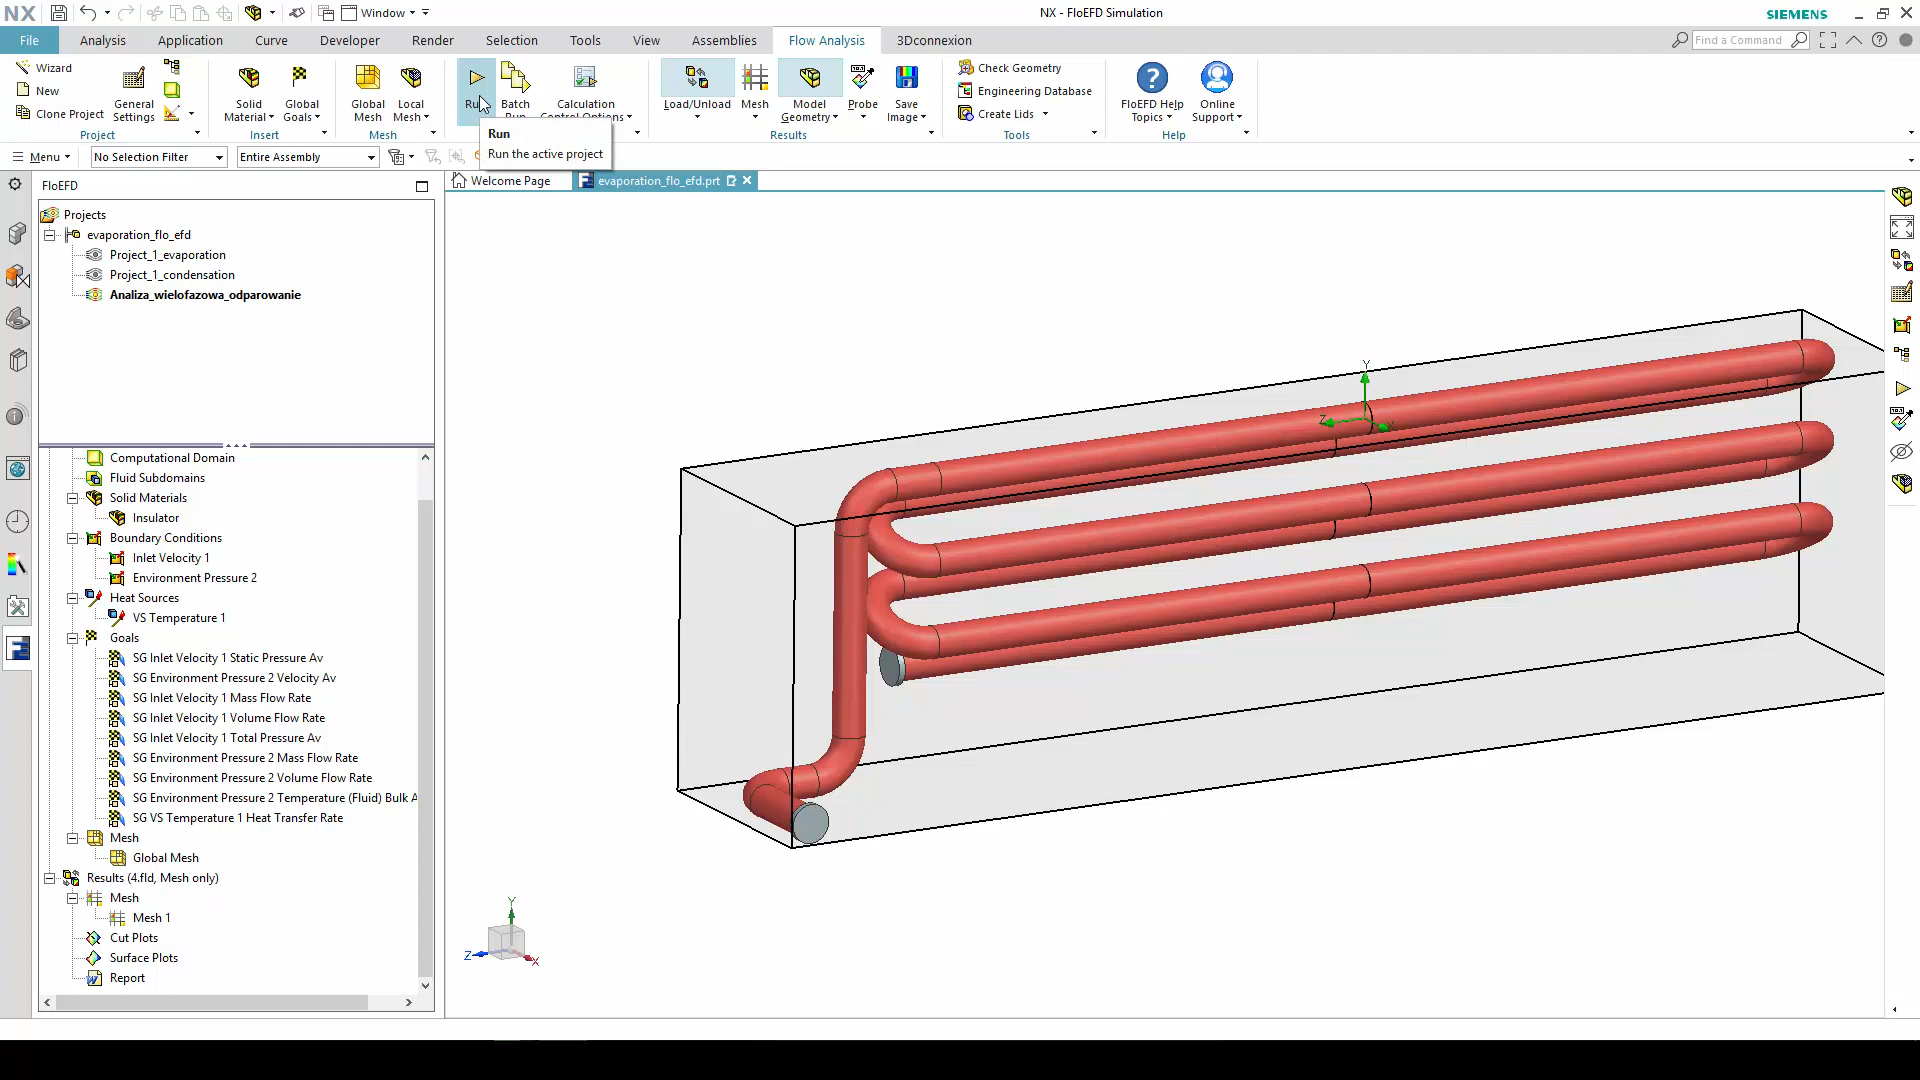 NX
Window
NX - FloEFD Simulation
SIEMENS
File
Analysis
Application
Curve
Developer
Render
Selection
Tools
View
Assemblies
Flow Analysis
3Dconnexion
Find a Command
Wizard
New
Clone Project
General
Settings
Project
Solid
Material
Global
Goals
Insert
Global
Mesh
Local
Mesh
Mesh
Run
Batch
Run
Calculation
Control Options
Run
Run the active project
Load/Unload
Mesh
Model
Geometry
Probe
Save
Image
Results
Check Geometry
Engineering Database
Create Lids
Tools
FloEFD Help
Topics
Online
Support
Help
Menu
No Selection Filter
Entire Assembly
FloEFD
Welcome Page
evaporation_flo_efd.prt
Projects
evaporation_flo_efd
Project_1_evaporation
Project_1_condensation
Analiza_wielofazowa_odparowanie
Computational Domain
Fluid Subdomains
Solid Materials
Insulator
Boundary Conditions
Inlet Velocity 1
Environment Pressure 2
Heat Sources
VS Temperature 1
Goals
SG Inlet Velocity 1 Static Pressure Av
SG Environment Pressure 2 Velocity Av
SG Inlet Velocity 1 Mass Flow Rate
SG Inlet Velocity 1 Volume Flow Rate
SG Inlet Velocity 1 Total Pressure Av
SG Environment Pressure 2 Mass Flow Rate
SG Environment Pressure 2 Volume Flow Rate
SG Environment Pressure 2 Temperature (Fluid) Bulk A
SG VS Temperature 1 Heat Transfer Rate
Mesh
Global Mesh
Results (4.fld, Mesh only)
Mesh
Mesh 1
Cut Plots
Surface Plots
Report
Y
Z
Y
Z
X